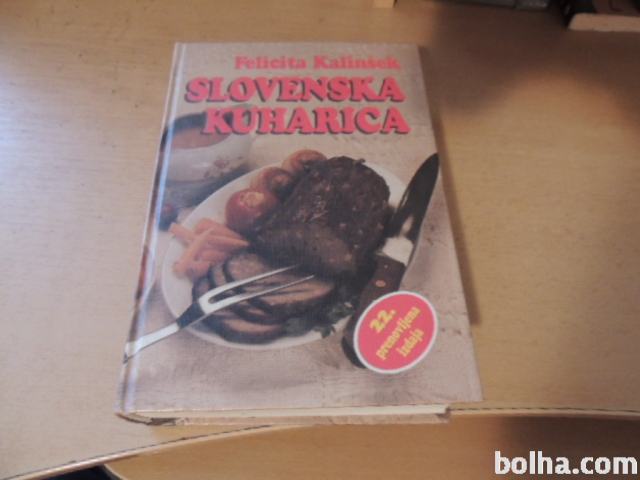 Felicita Kalinšek
SLOVENSKA
KUHARICA
22.
prenovljena
izdaja
bolha.com